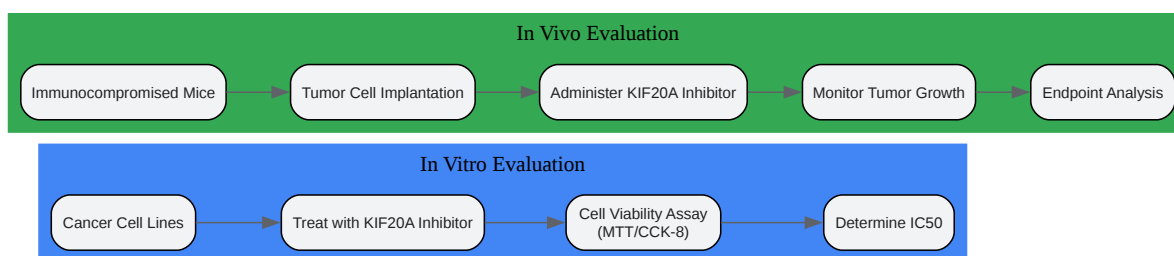 In Vivo Evaluation
Immunocompromised Mice
Tumor Cell Implantation
Administer KIF20A Inhibitor
Monitor Tumor Growth
Endpoint Analysis
In Vitro Evaluation
Cancer Cell Lines
Treat with KIF20A Inhibitor
Cell Viability Assay
(MTT/CCK-8)
Determine IC50